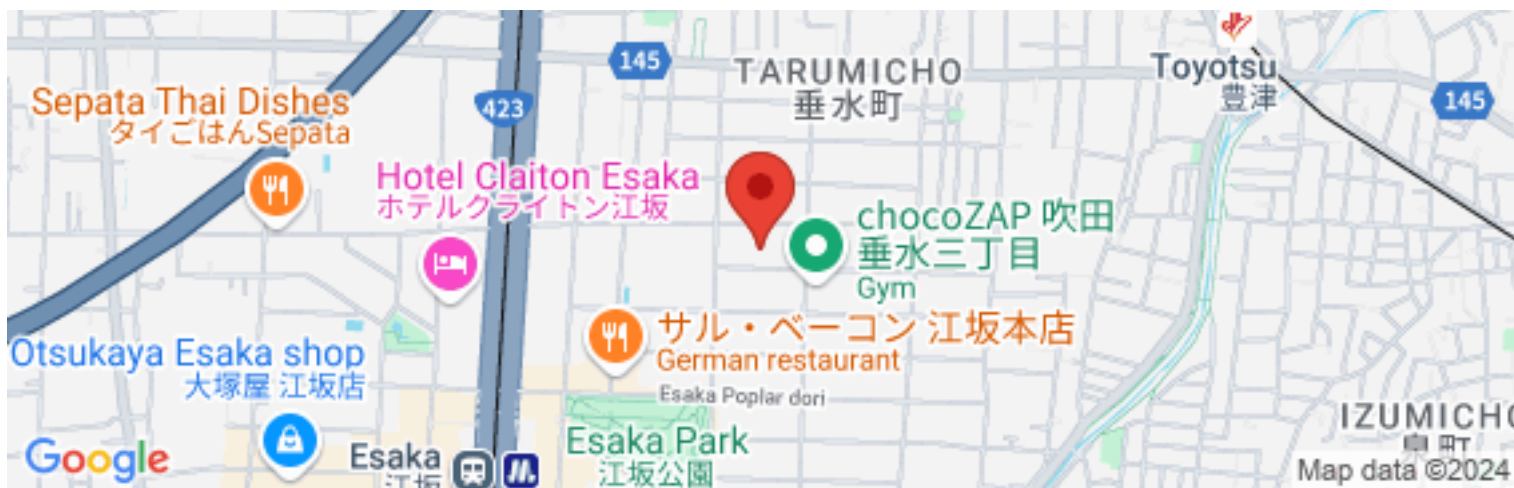 145
TARUMICHO
垂水町
Toyotsu
豊津
145
423
Sepata Thai Dishes
タイごはんSepata
Hotel Claiton Esaka
ホテルクライトン江坂
chocoZAP 吹田
垂水三丁目
Gym
サル・ベーコン 江坂本店
German restaurant
Esaka Poplar dori
Otsukaya Esaka shop
大塚屋 江坂店
IZUMICHO
泉町
Esaka Park
江坂公園
Esaka
江坂
Google
Map data ©2024